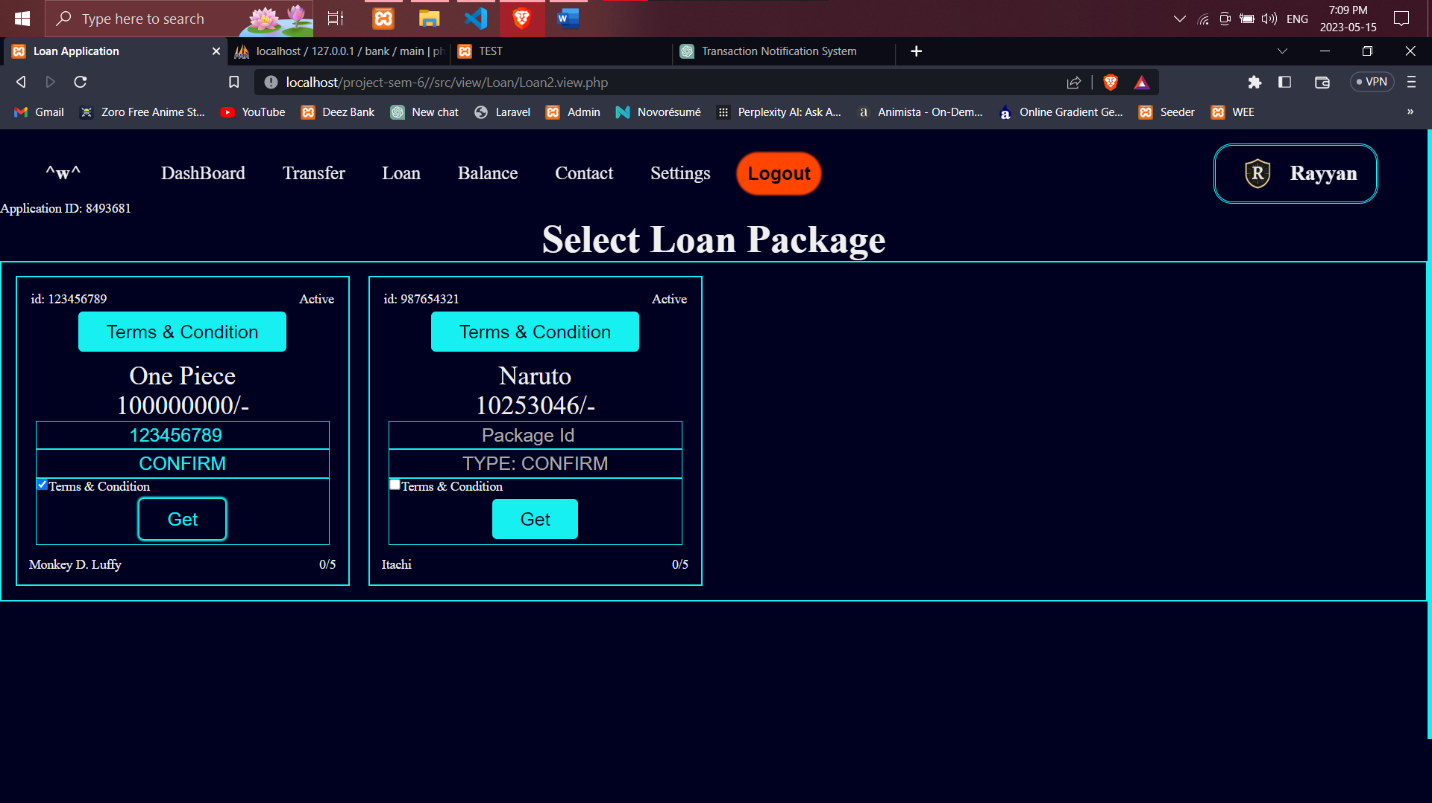 Type here to search
ENG
7:09 PM
2023-05-15
Loan Application
localhost / 127.0.0.1 / bank / main | ph
TEST
Transaction Notification System
localhost/project-sem-6//src/view/Loan/Loan2.view.php
VPN
Gmail Zoro Free Anime St... YouTube Deez Bank New chat Laravel Admin Novorésumé Perplexity AI: Ask A... Animista - On-Dem... Online Gradient Ge... Seeder WEE »
^w^ DashBoard Transfer Loan Balance Contact Settings Logout R Rayyan
Application ID: 8493681
Select Loan Package
id: 123456789 Active
Terms & Condition
One Piece
100000000/-
123456789
CONFIRM
Terms & Condition
Get
Monkey D. Luffy 0/5
id: 987654321 Active
Terms & Condition
Naruto
10253046/-
Package Id
TYPE: CONFIRM
Terms & Condition
Get
Itachi 0/5